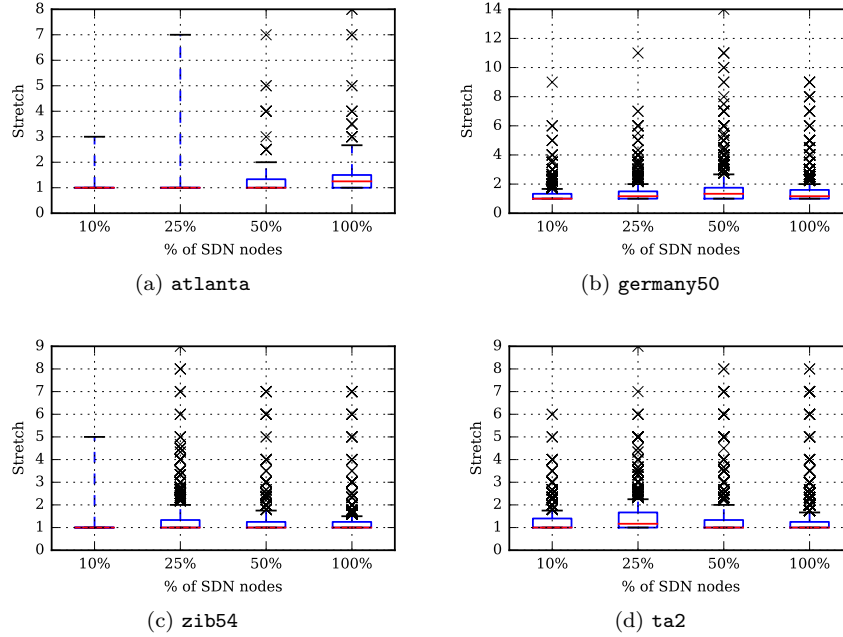 8
7
6
5
4
3
2
1
0
Stretch
10% 25% 50% 100%
% of SDN nodes
(a) atlanta
14
12
10
8
6
4
2
0
Stretch
10% 25% 50% 100%
% of SDN nodes
(b) germany50
9
8
7
6
5
4
3
2
1
0
Stretch
10% 25% 50% 100%
% of SDN nodes
(c) zib54
9
8
7
6
5
4
3
2
1
0
Stretch
10% 25% 50% 100%
% of SDN nodes
(d) ta2